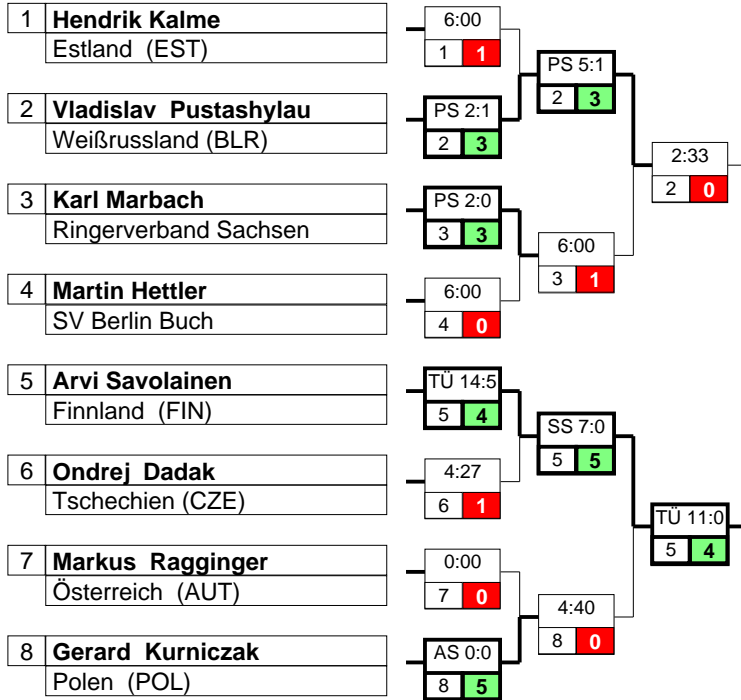 1 Hendrik Kalme
Estland (EST)
2 Vladislav Pustashylau
Weißrussland (BLR)
3 Karl Marbach
Ringerverband Sachsen
4 Martin Hettler
SV Berlin Buch
5 Arvi Savolainen
Finnland (FIN)
6 Ondrej Dadak
Tschechien (CZE)
7 Markus Ragginger
Österreich (AUT)
8 Gerard Kurniczak
Polen (POL)
6:00
1 1
PS 2:1
2 3
PS 2:0
3 3
6:00
4 0
TÜ 14:5
5 4
4:27
6 1
0:00
7 0
AS 0:0
8 5
PS 5:1
2 3
6:00
3 1
SS 7:0
5 5
4:40
8 0
2:33
2 0
TÜ 11:0
5 4